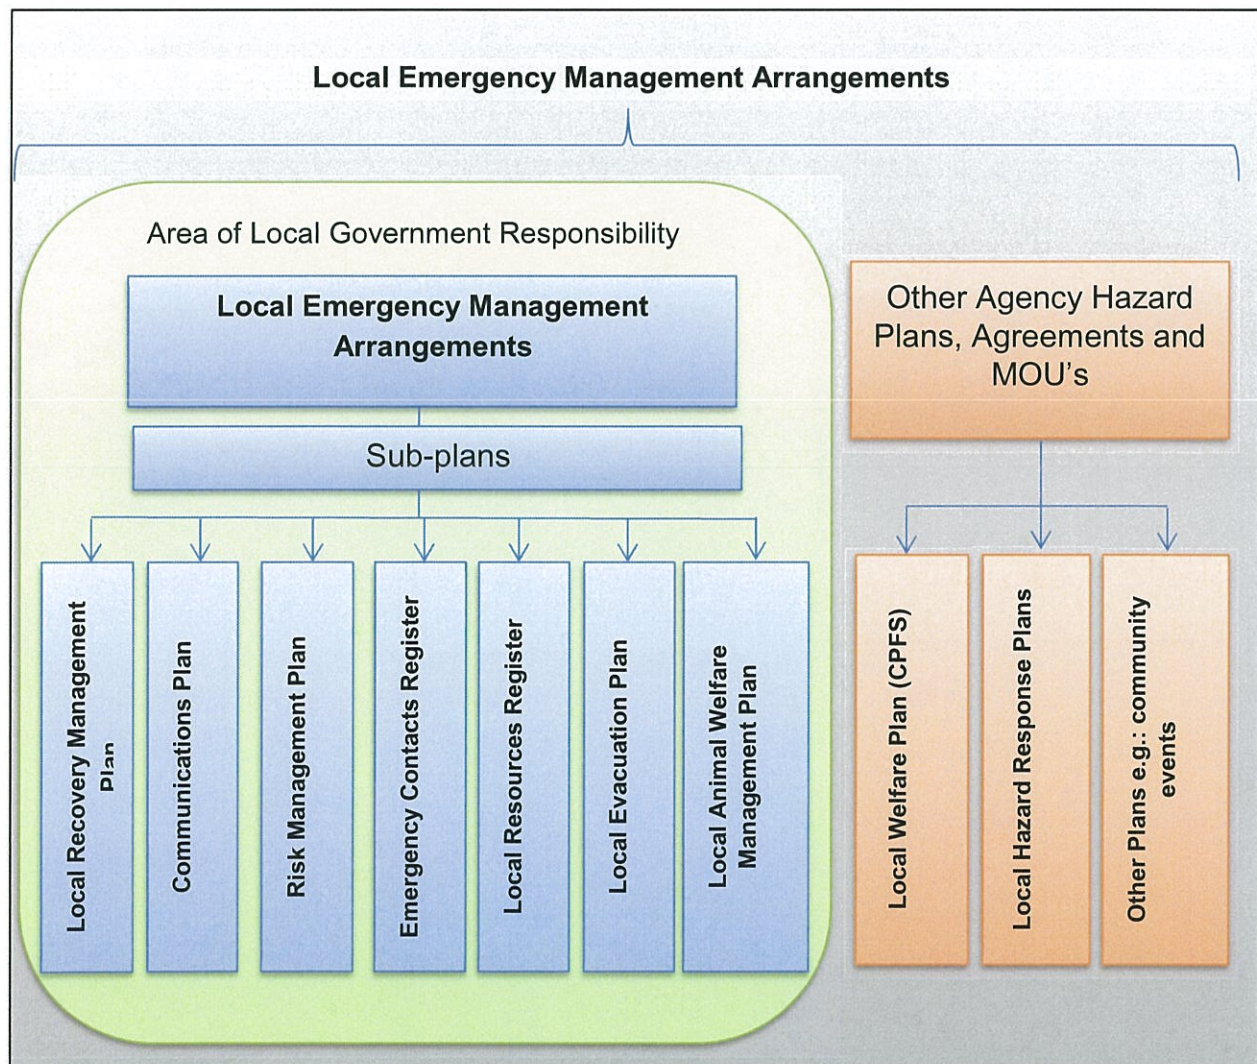 Local Emergency Management Arrangements
Area of Local Government Responsibility
Local Emergency Management
Arrangements
Sub-plans
Local Recovery Management
Plan
Communications Plan
Risk Management Plan
Emergency Contacts Register
Local Resources Register
Local Evacuation Plan
Local Animal Welfare
Management Plan
Other Agency Hazard
Plans, Agreements and
MOU's
Local Welfare Plan (CPFS)
Local Hazard Response Plans
Other Plans e.g.: community
events